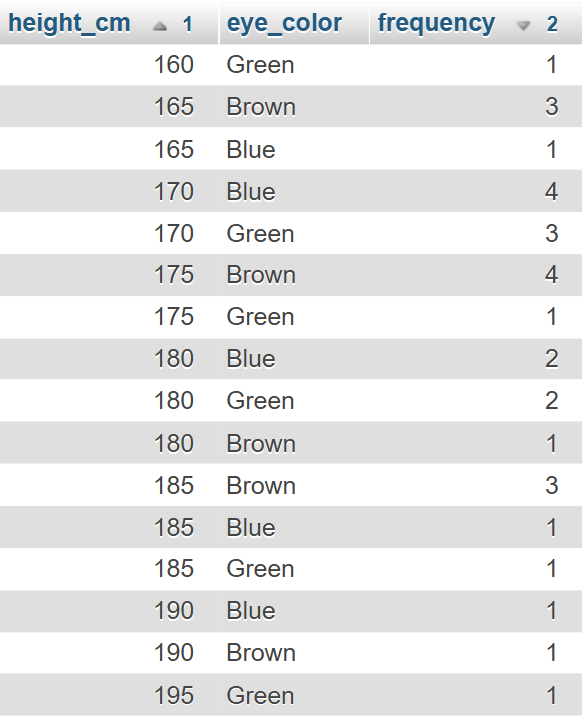 height_cm 1 eye_color frequency 2
160 Green 1
165 Brown 3
165 Blue 1
170 Blue 4
170 Green 3
175 Brown 4
175 Green 1
180 Blue 2
180 Green 2
180 Brown 1
185 Brown 3
185 Blue 1
185 Green 1
190 Blue 1
190 Brown 1
195 Green 1